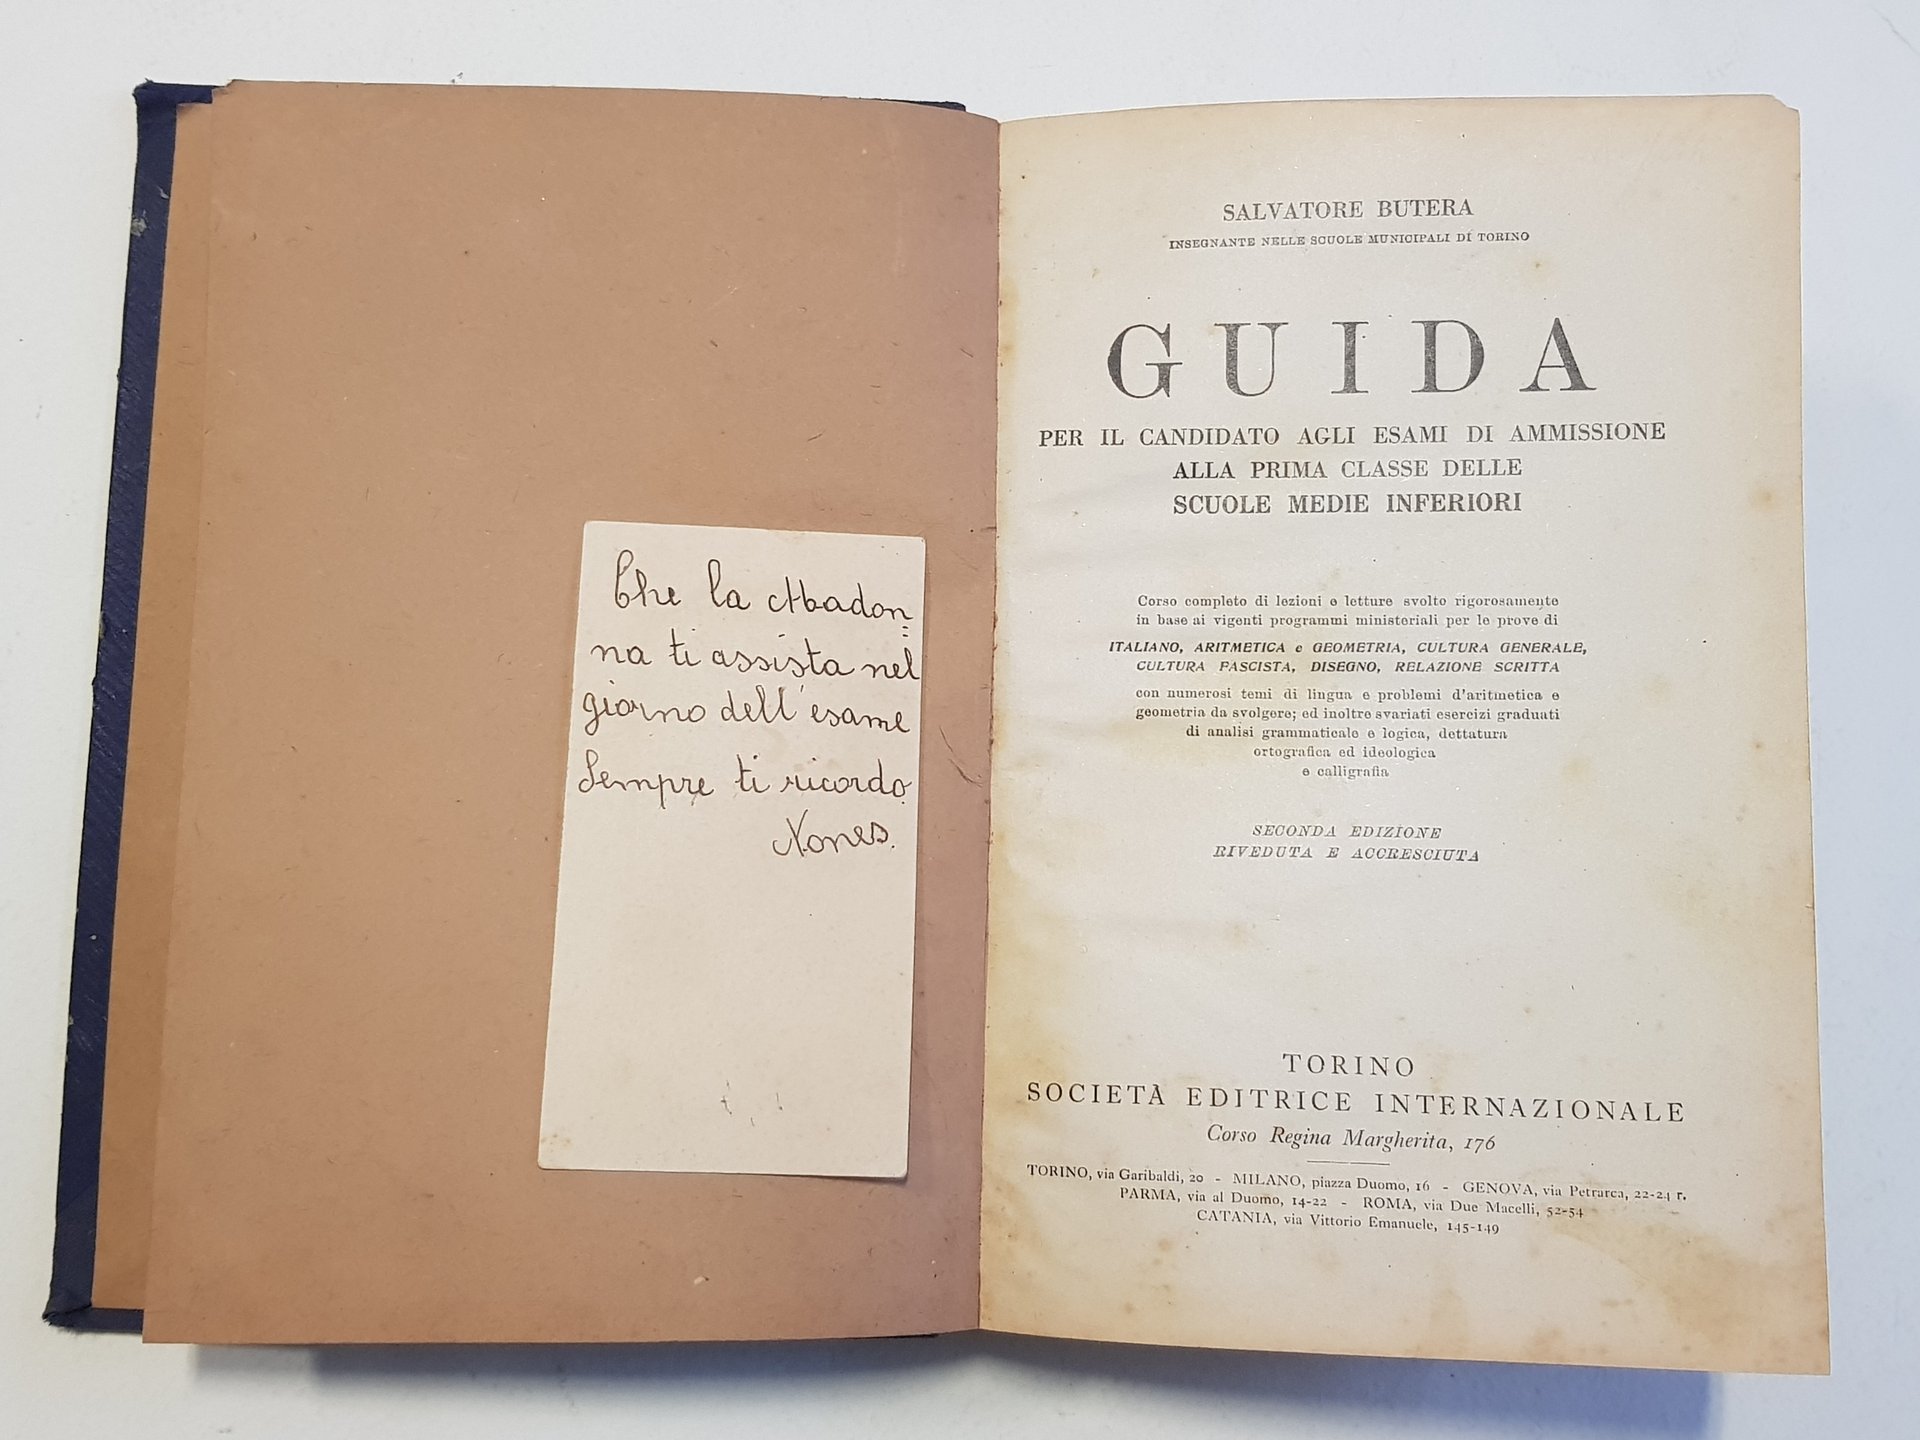 Che la Madon=
na ti assista nel
giorno dell'esame
Sempre ti ricordo.
SALVATORE BUTERA
INSEGNANTE NELLE SCUOLE MUNICIPALI DI TORINO
GUIDA
PER IL CANDIDATO AGLI ESAMI DI AMMISSIONE
ALLA PRIMA CLASSE DELLE
SCUOLE MEDIE INFERIORI
Corso completo di lezioni e letture svolto rigorosamente
in base ai vigenti programmi ministeriali per le prove di
ITALIANO, ARITMETICA e GEOMETRIA, CULTURA GENERALE,
CULTURA FASCISTA, DISEGNO, RELAZIONE SCRITTA
con numerosi temi di lingua e problemi d'aritmetica e
geometria da svolgere; ed inoltre svariati esercizi graduati
di analisi grammaticale e logica, dettatura
ortografica ed ideologica
e calligrafia
SECONDA EDIZIONE
RIVEDUTA E ACCRESCIUTA
TORINO
SOCIETÀ EDITRICE INTERNAZIONALE
Corso Regina Margherita, 176
TORINO, via Garibaldi, 20 - MILANO, piazza Duomo, 16 - GENOVA, via Petrarca, 22-24 r.
PARMA, via al Duomo, 14-22 - ROMA, via Due Macelli, 52-54
CATANIA, via Vittorio Emanuele, 145-149